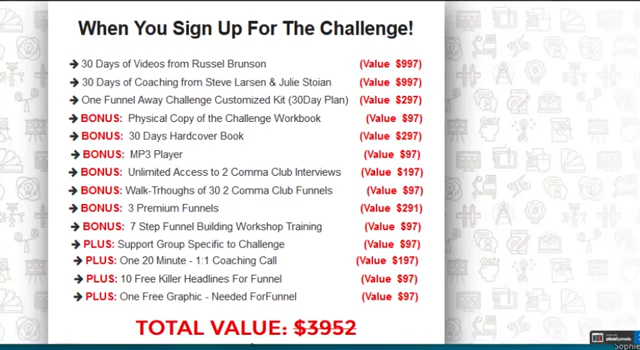 When You Sign Up For The Challenge!
➔ 30 Days of Videos from Russel Brunson (Value $997)
➔ 30 Days of Coaching from Steve Larsen & Julie Stoian (Value $997)
➔ One Funnel Away Challenge Customized Kit (30Day Plan) (Value $297)
➔ BONUS: Physical Copy of the Challenge Workbook (Value $97)
➔ BONUS: 30 Days Hardcover Book (Value $297)
➔ BONUS: MP3 Player (Value $97)
➔ BONUS: Unlimited Access to 2 Comma Club Interviews (Value $197)
➔ BONUS: Walk-Trhoughs of 30 2 Comma Club Funnels (Value $97)
➔ BONUS: 3 Premium Funnels (Value $291)
➔ BONUS: 7 Step Funnel Building Workshop Training (Value $97)
➔ PLUS: Support Group Specific to Challenge (Value $97)
➔ PLUS: One 20 Minute - 1:1 Coaching Call (Value $197)
➔ PLUS: 10 Free Killer Headlines For Funnel (Value $97)
➔ PLUS: One Free Graphic - Needed ForFunnel (Value $97)
TOTAL VALUE: $3952
clickfunnels
Sophie